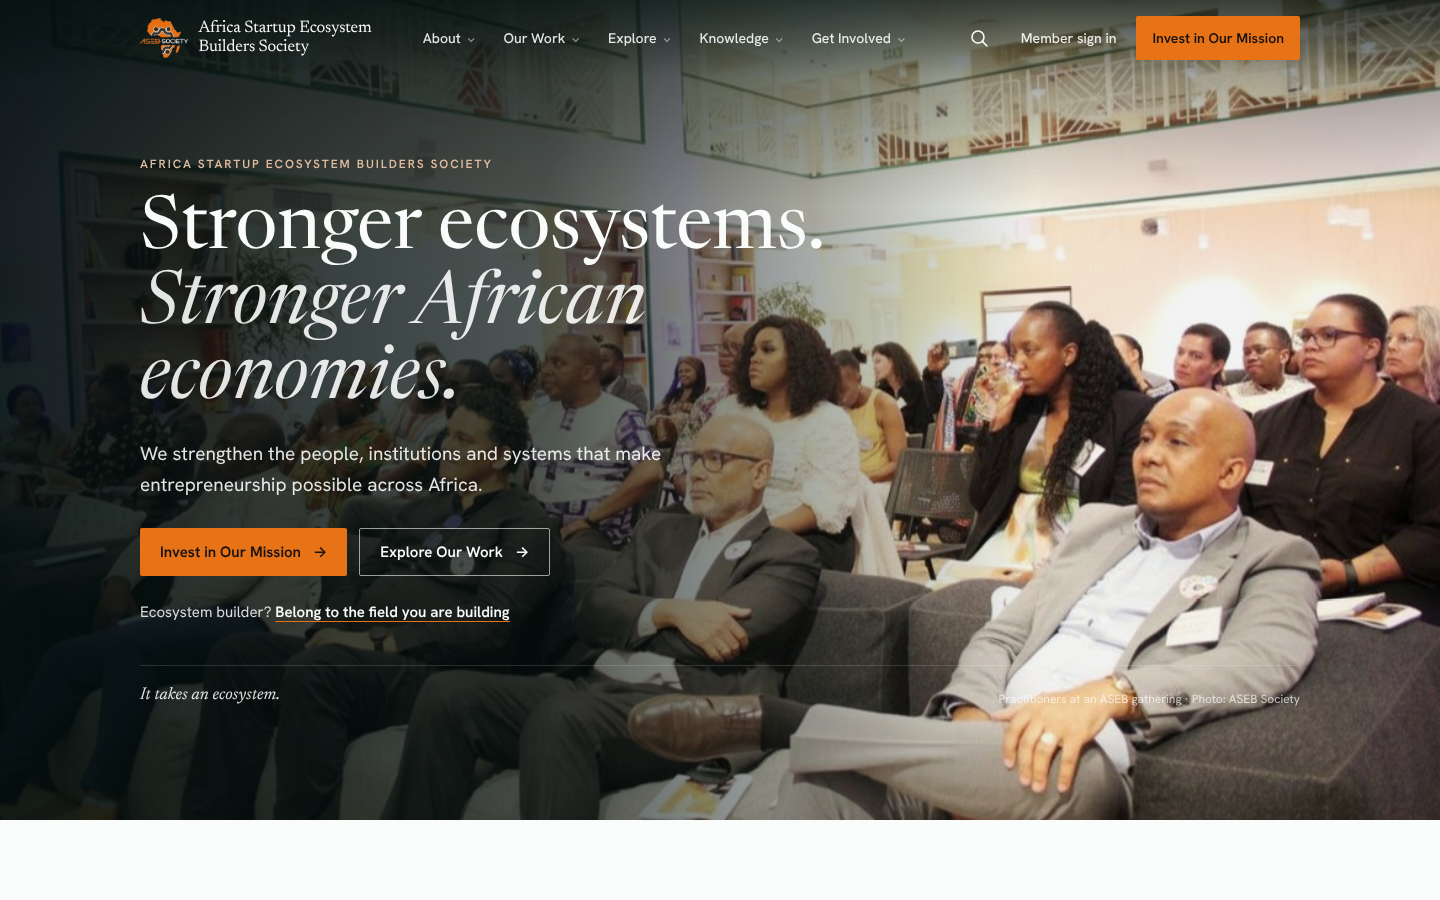 ASEB SOCIETY
Africa Startup Ecosystem
Builders Society
About
Our Work
Explore
Knowledge
Get Involved
Member sign in
Invest in Our Mission
AFRICA STARTUP ECOSYSTEM BUILDERS SOCIETY
Stronger ecosystems.
Stronger African
economies.
We strengthen the people, institutions and systems that make
entrepreneurship possible across Africa.
Invest in Our Mission →
Explore Our Work →
Ecosystem builder? Belong to the field you are building
It takes an ecosystem.
Practitioners at an ASEB gathering · Photo: ASEB Society